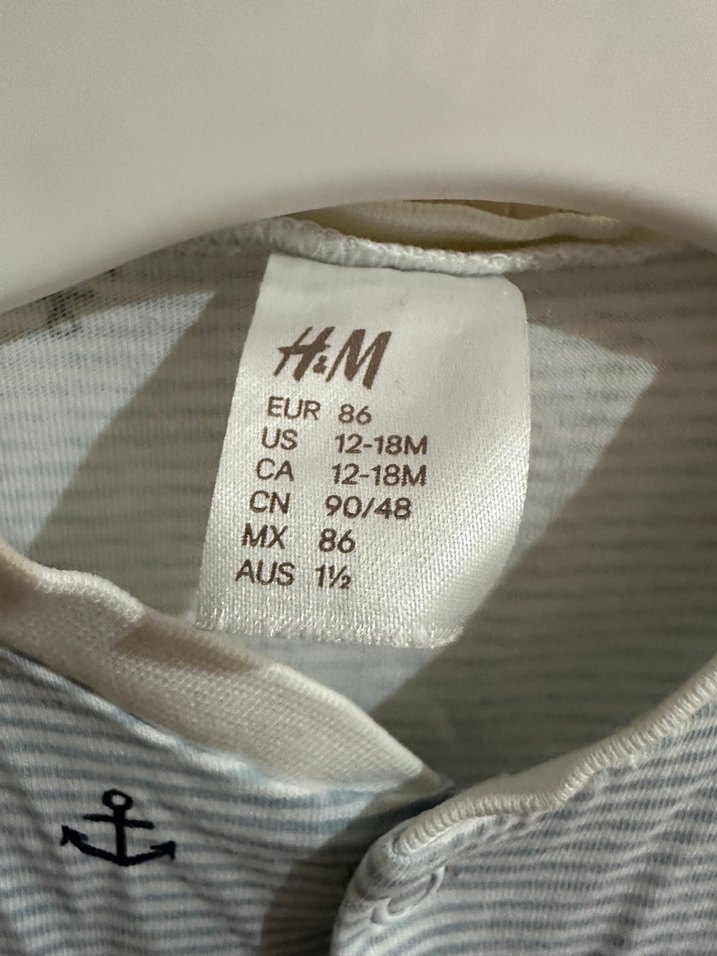 H&M
EUR 86
US 12-18M
CA 12-18M
CN 90/48
MX 86
AUS 1½